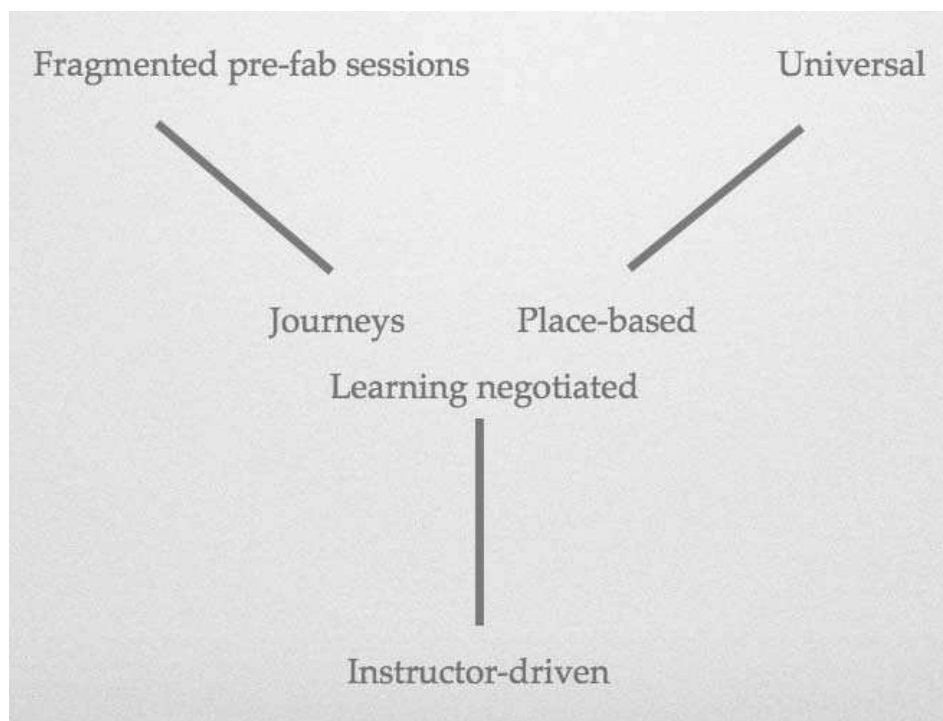 Fragmented pre-fab sessions
Universal
Journeys
Place-based
Learning negotiated
Instructor-driven